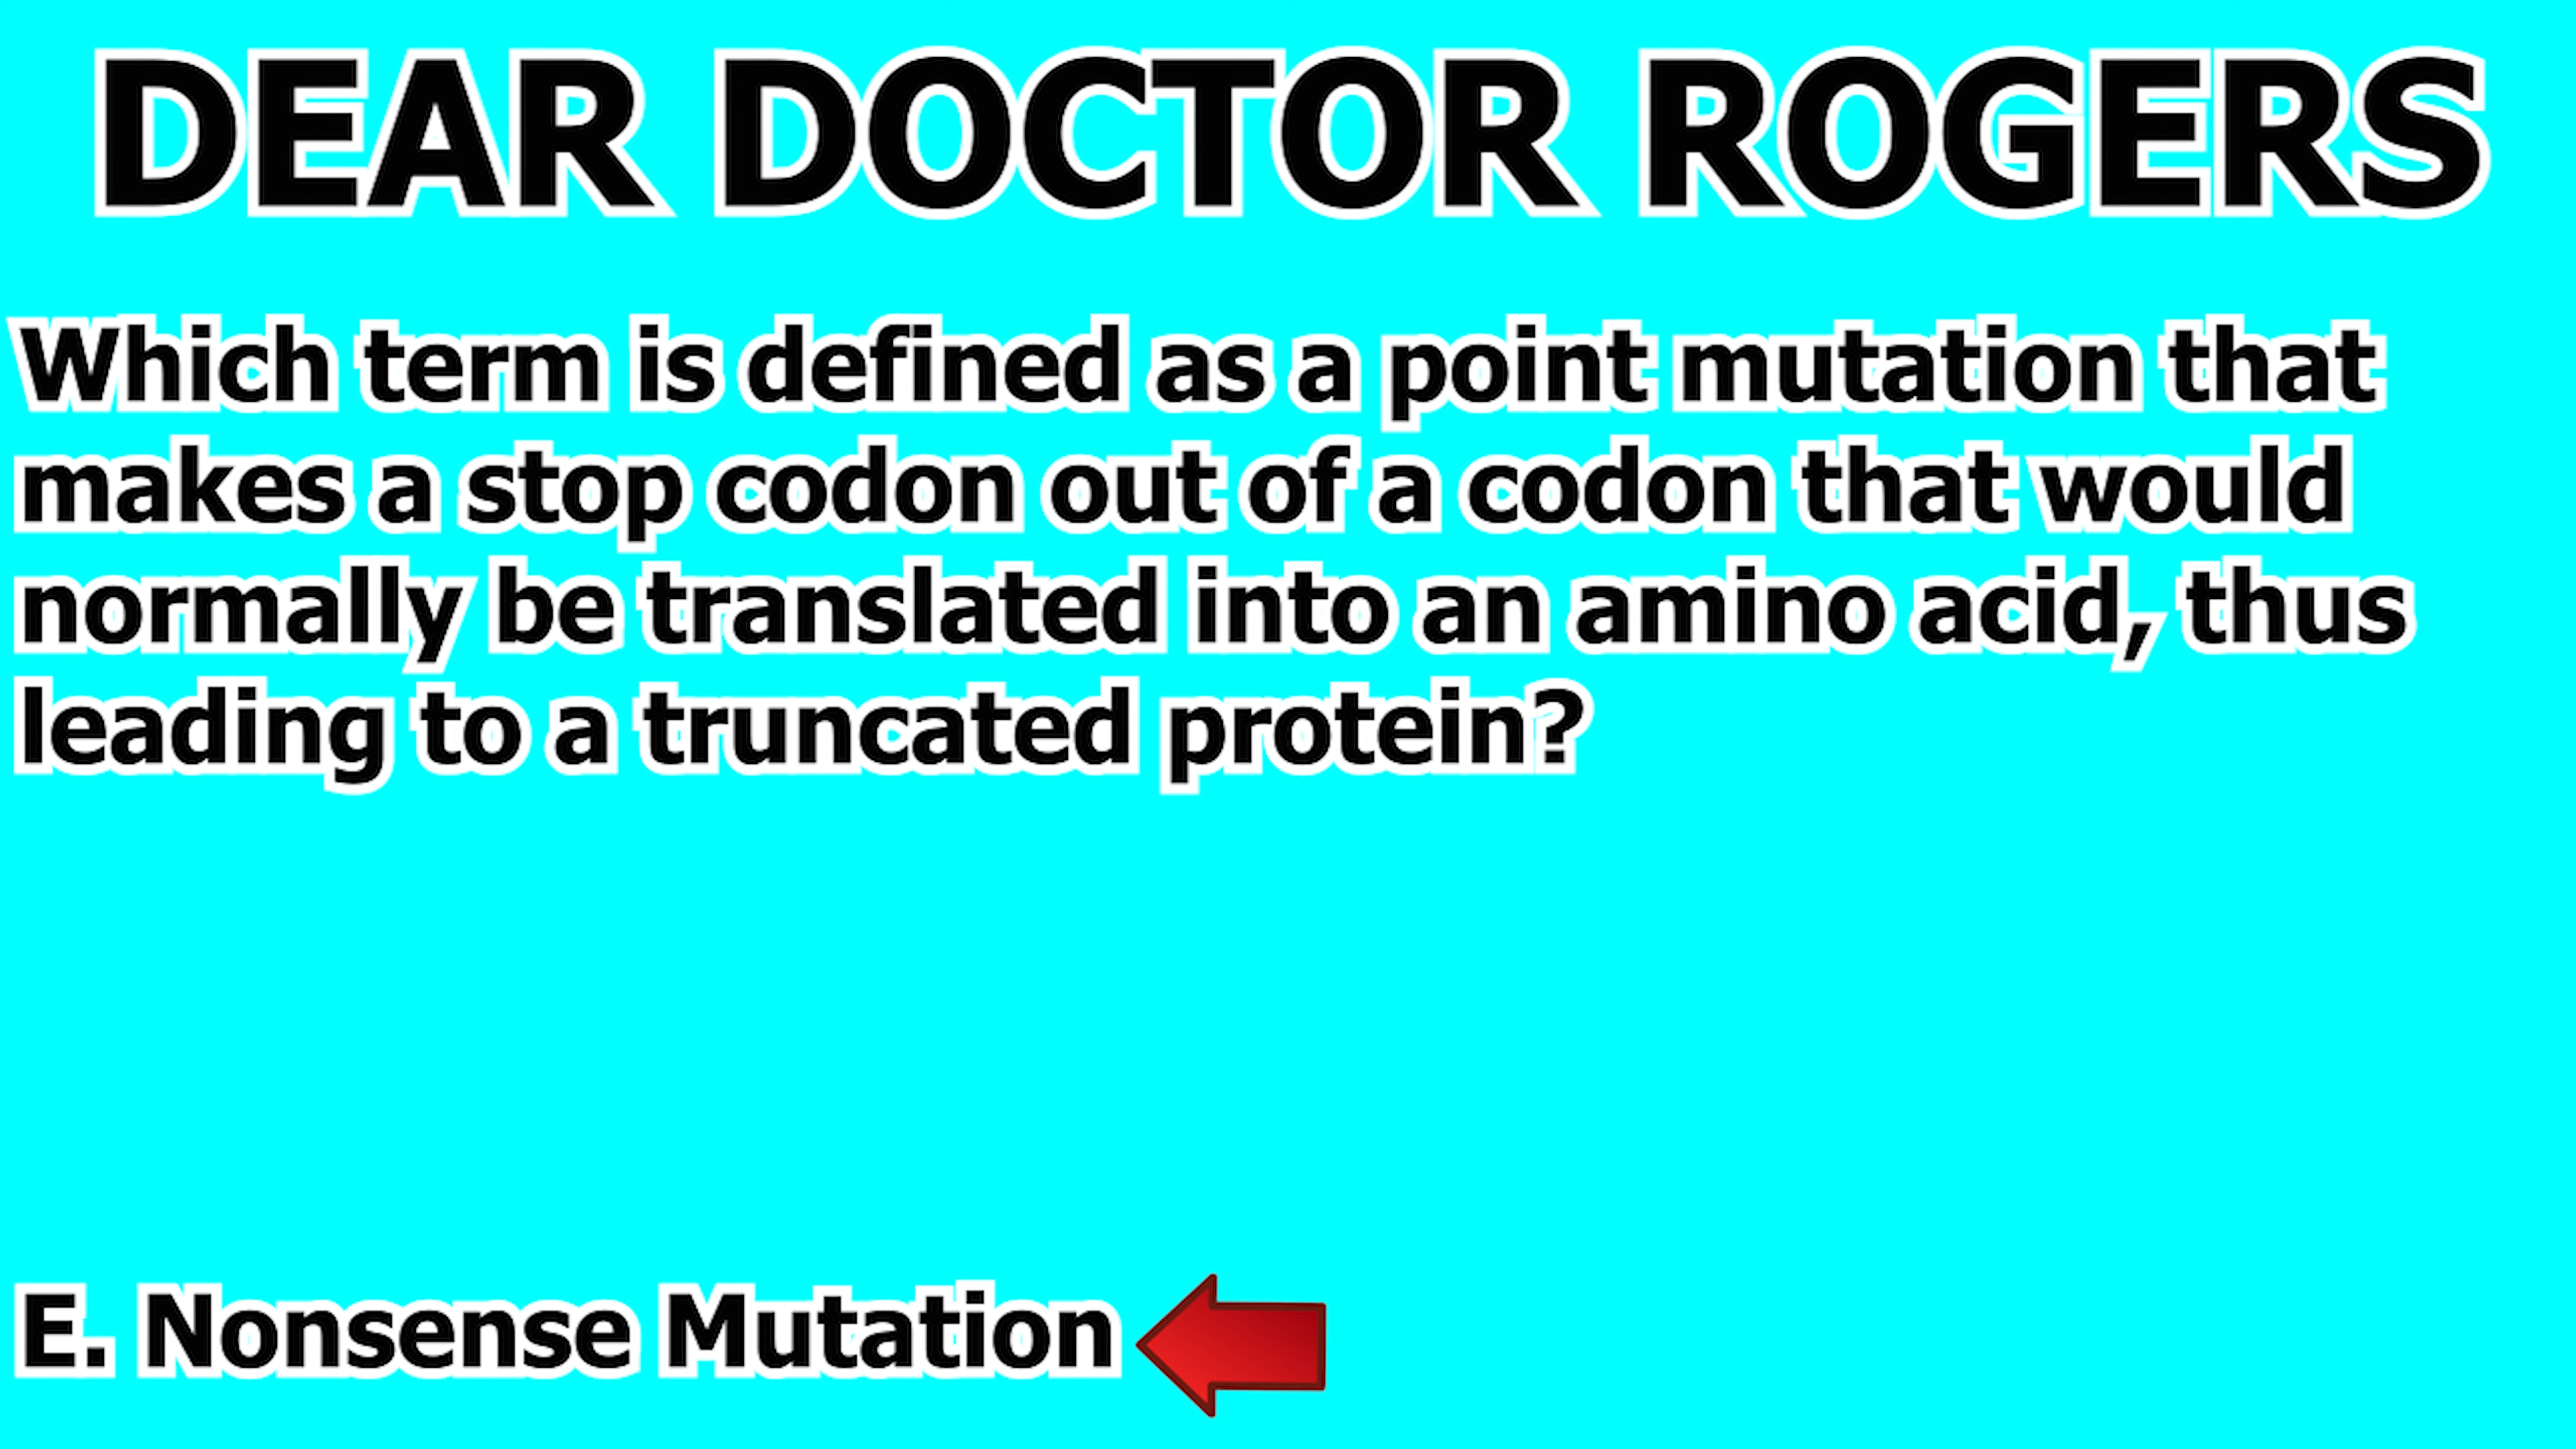 DEAR DOCTOR ROGERS
Which term is defined as a point mutation that
makes a stop codon out of a codon that would
normally be translated into an amino acid, thus
leading to a truncated protein?
E. Nonsense Mutation